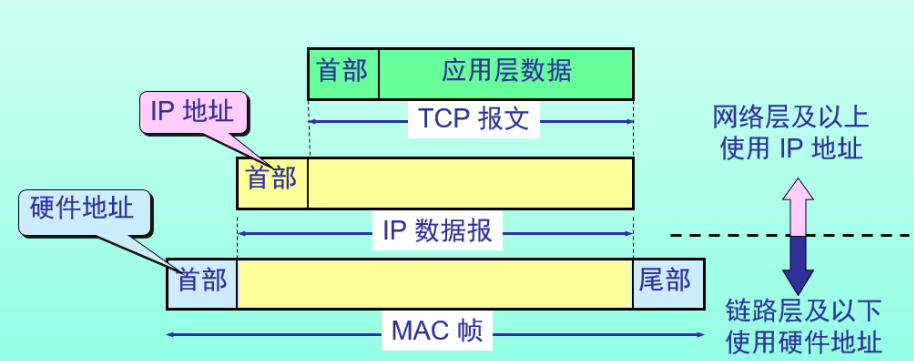 首部
应用层数据
TCP 报文
IP 地址
首部
IP 数据报
硬件地址
首部
尾部
MAC 帧
网络层及以上
使用 IP 地址
链路层及以下
使用硬件地址